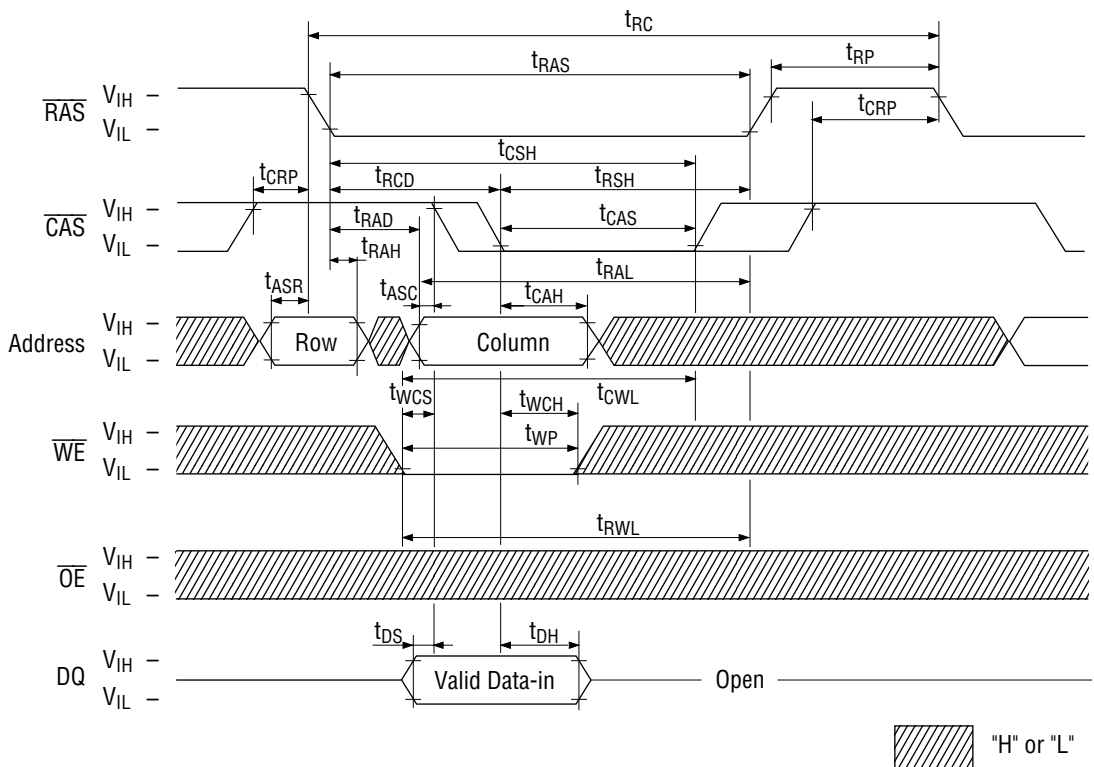 tRC
tRAS
tRP
RAS
VIH –
VIL –
tCRP
tCSH
tCRP
tRCD
tRSH
CAS
VIH –
VIL –
tRAD
tCAS
tRAH
tRAL
tASR
tASC
tCAH
Address
VIH –
VIL –
Row
Column
tWCS
tCWL
tWCH
WE
VIH –
VIL –
tWP
tRWL
OE
VIH –
VIL –
tDS
tDH
DQ
VIH –
VIL –
Valid Data-in
Open
"H" or "L"